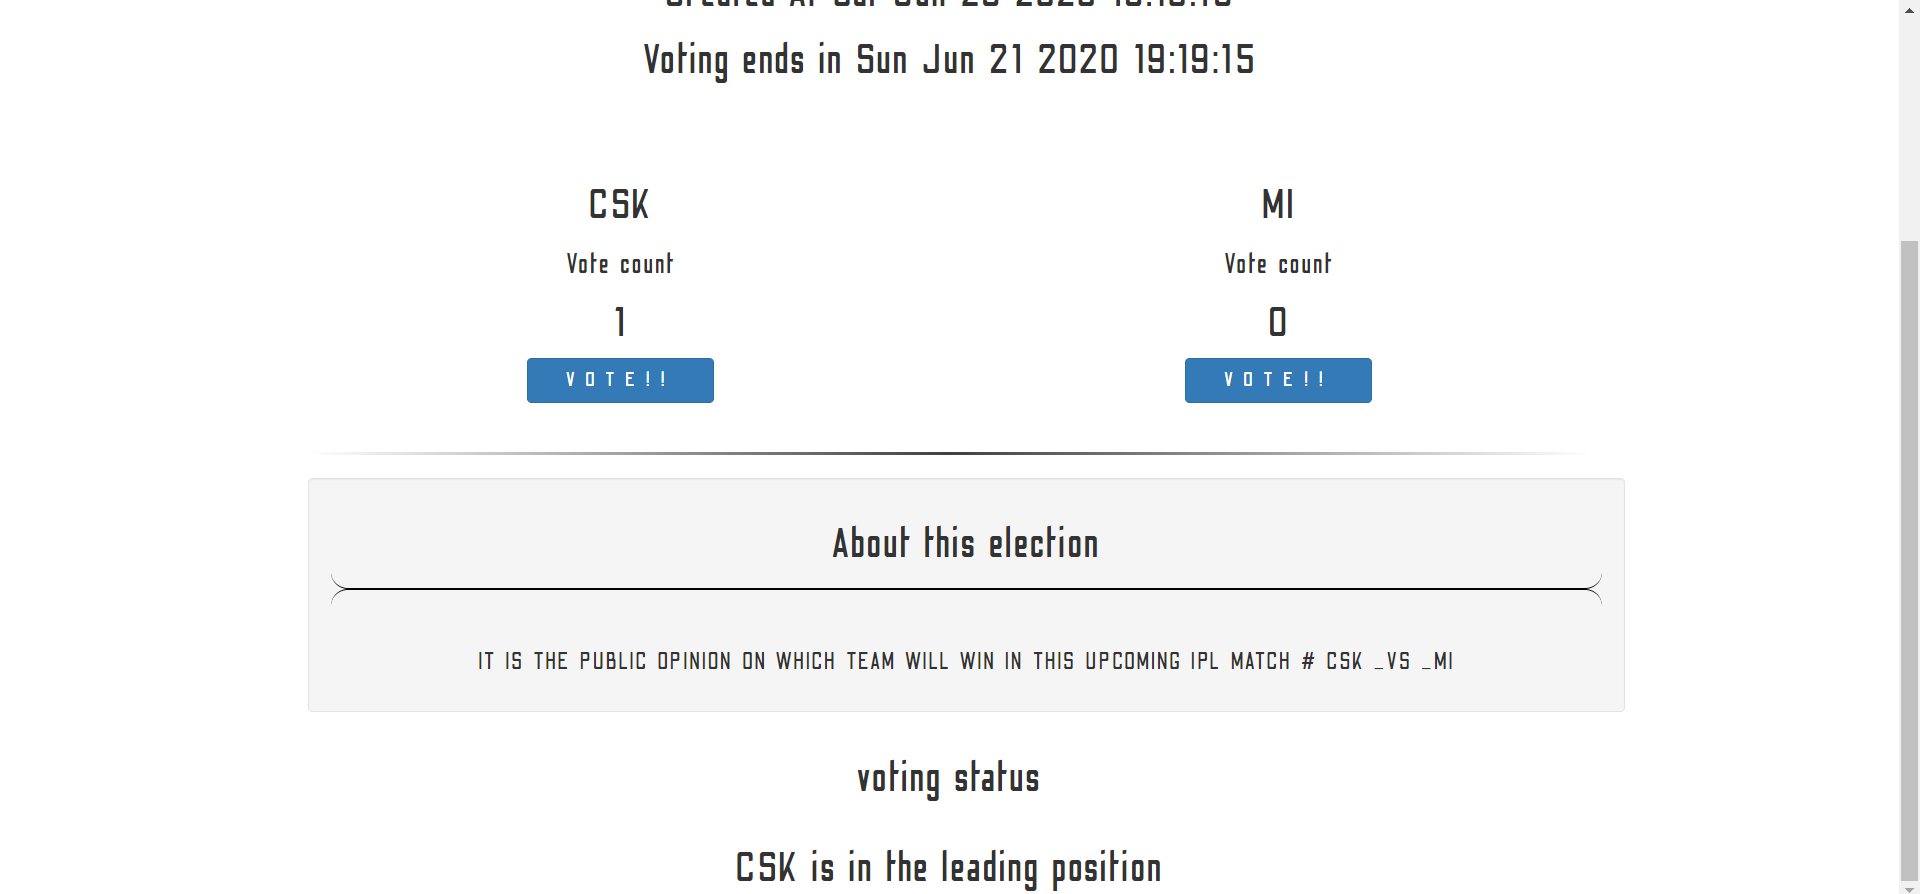 Voting ends in Sun Jun 21 2020 19:19:15
CSK
MI
Vote count
Vote count
1
0
VOTE!!
VOTE!!
About this election
IT IS THE PUBLIC OPINION ON WHICH TEAM WILL WIN IN THIS UPCOMING IPL MATCH # CSK _VS _MI
voting status
CSK is in the leading position